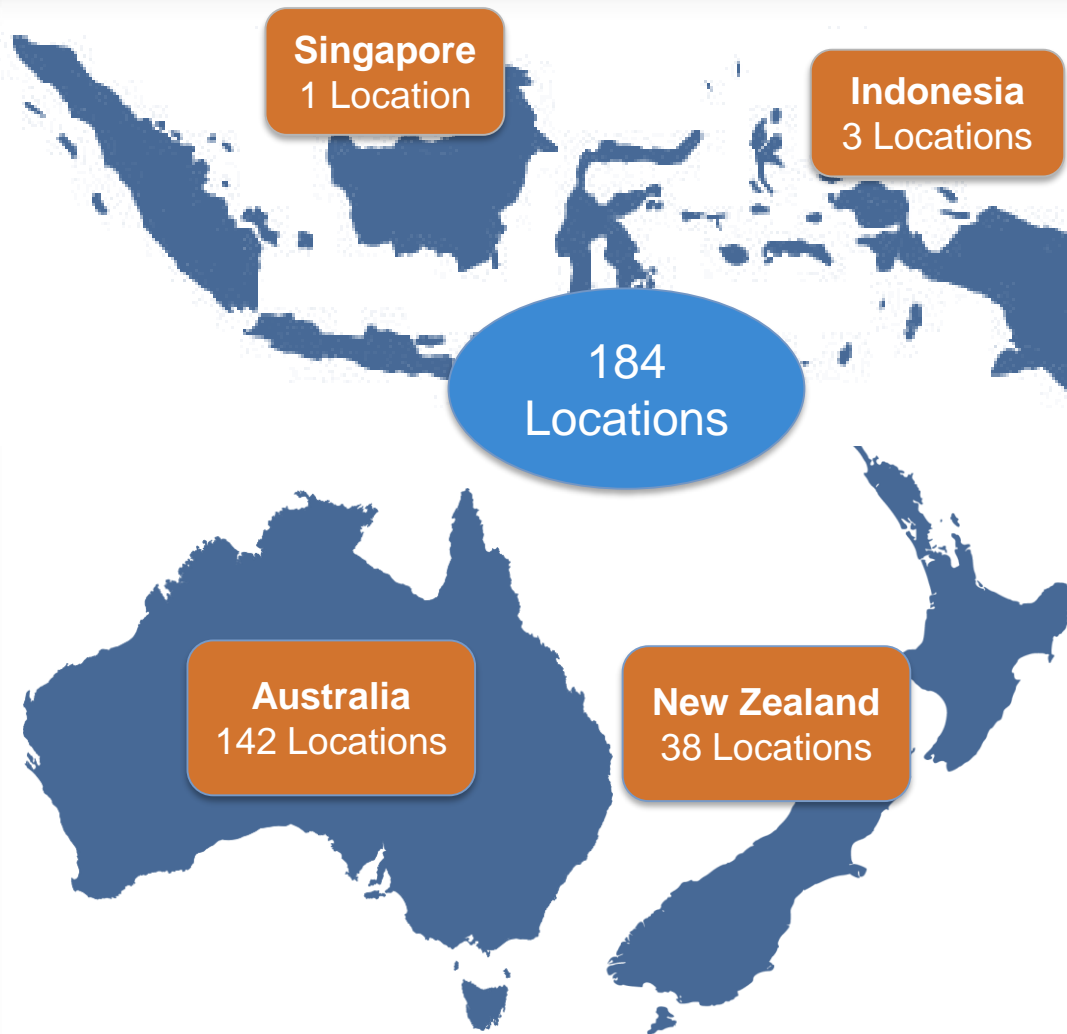 Singapore
1 Location
Indonesia
3 Locations
184
Locations
Australia
142 Locations
New Zealand
38 Locations